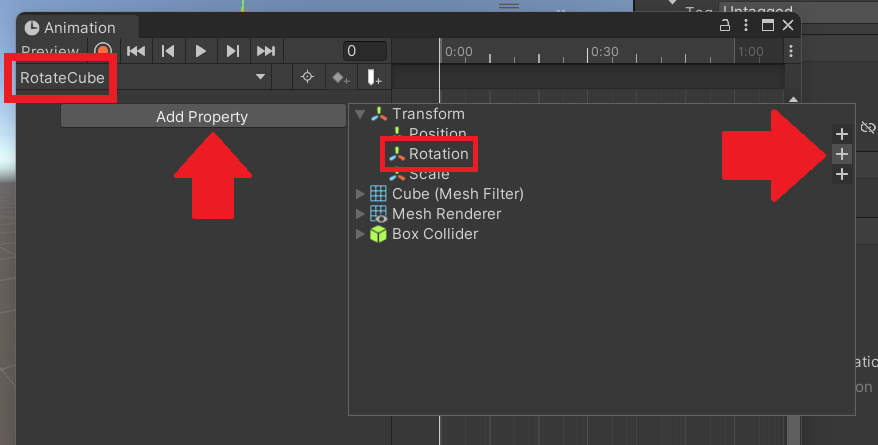 Animation
Tag Untagged
Preview
0
0:00
0:30
1:00
RotateCube
Add Property
Transform
Position
Rotation
Scale
Cube (Mesh Filter)
Mesh Renderer
Box Collider